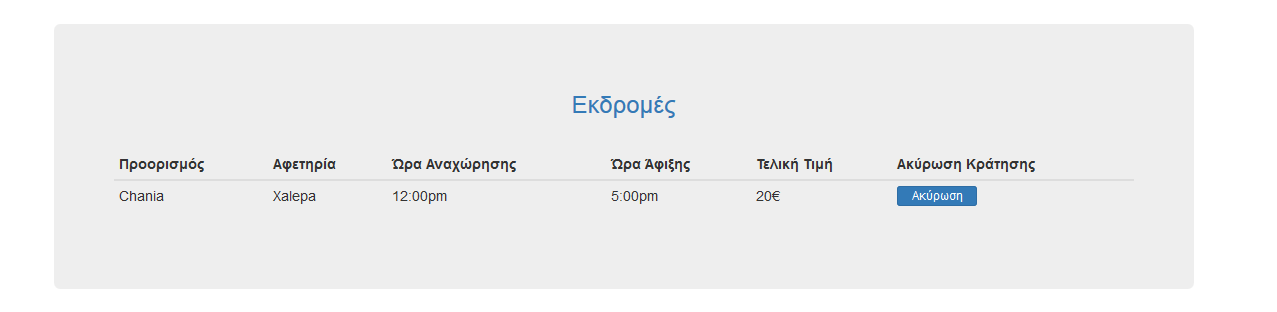 Εκδρομές
Προορισμός Αφετηρία Ώρα Αναχώρησης Ώρα Άφιξης Τελική Τιμή Ακύρωση Κράτησης
Chania Xalepa 12:00pm 5:00pm 20€ Ακύρωση